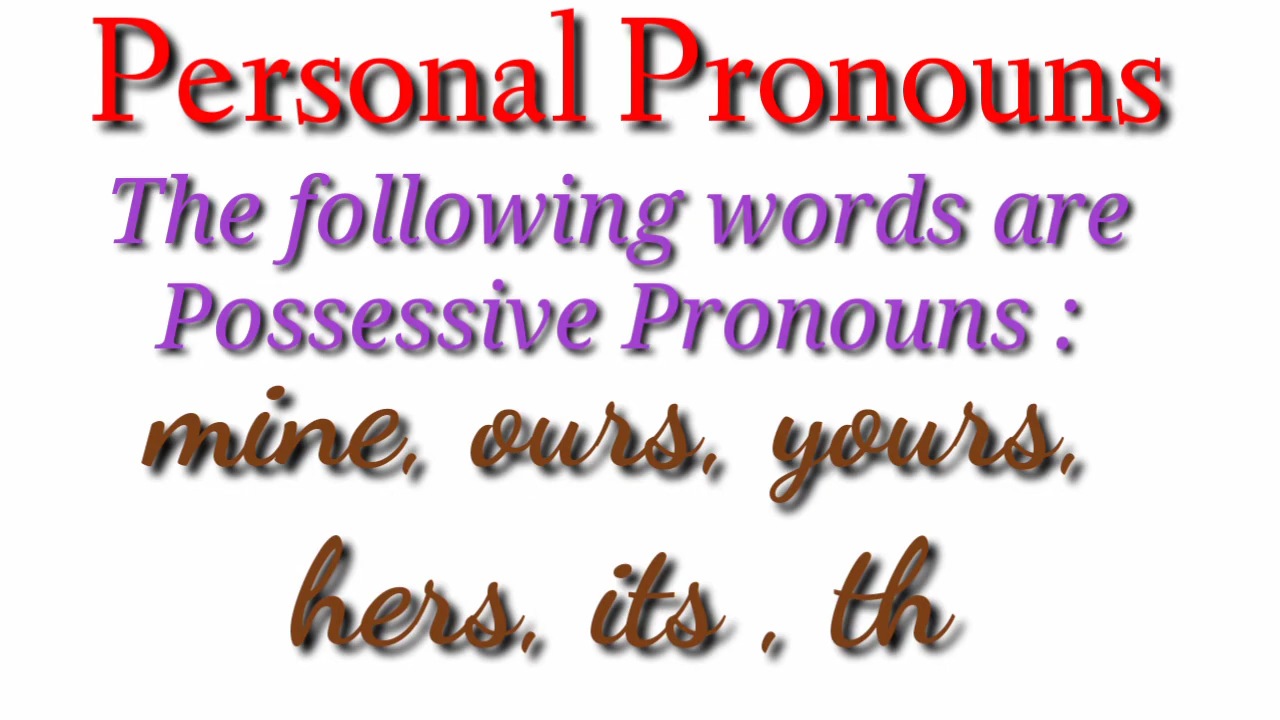 Personal Pronouns
The following words are
Possessive Pronouns :
mine, ours, yours,
hers, its , th